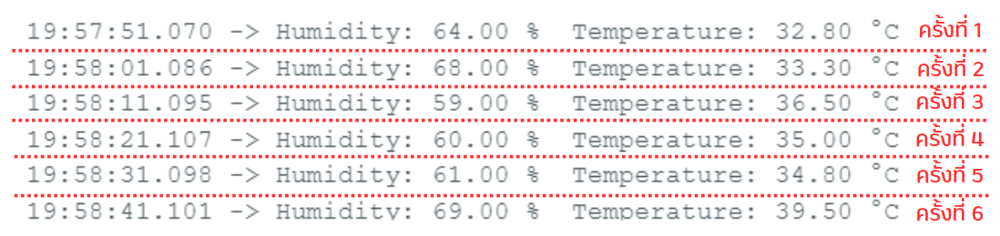 19:57:51.070 -> Humidity: 64.00 %  Temperature: 32.80 °C ครั้งที่ 1
19:58:01.086 -> Humidity: 68.00 %  Temperature: 33.30 °C ครั้งที่ 2
19:58:11.095 -> Humidity: 59.00 %  Temperature: 36.50 °C ครั้งที่ 3
19:58:21.107 -> Humidity: 60.00 %  Temperature: 35.00 °C ครั้งที่ 4
19:58:31.098 -> Humidity: 61.00 %  Temperature: 34.80 °C ครั้งที่ 5
19:58:41.101 -> Humidity: 69.00 %  Temperature: 39.50 °C ครั้งที่ 6